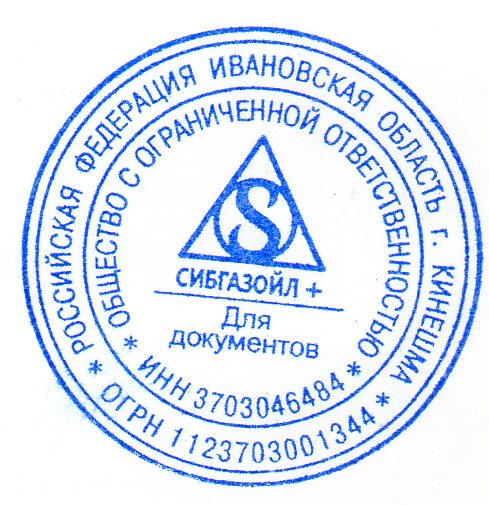 РОССИЙСКАЯ ФЕДЕРАЦИЯ ИВАНОВСКАЯ ОБЛАСТЬ г. КИНЕШМА
* ОГРН 1123703001344 *
ОБЩЕСТВО С ОГРАНИЧЕННОЙ ОТВЕТСТВЕННОСТЬЮ
* ИНН 3703046484 *
S
СИБГАЗОЙЛ +
Для
документов